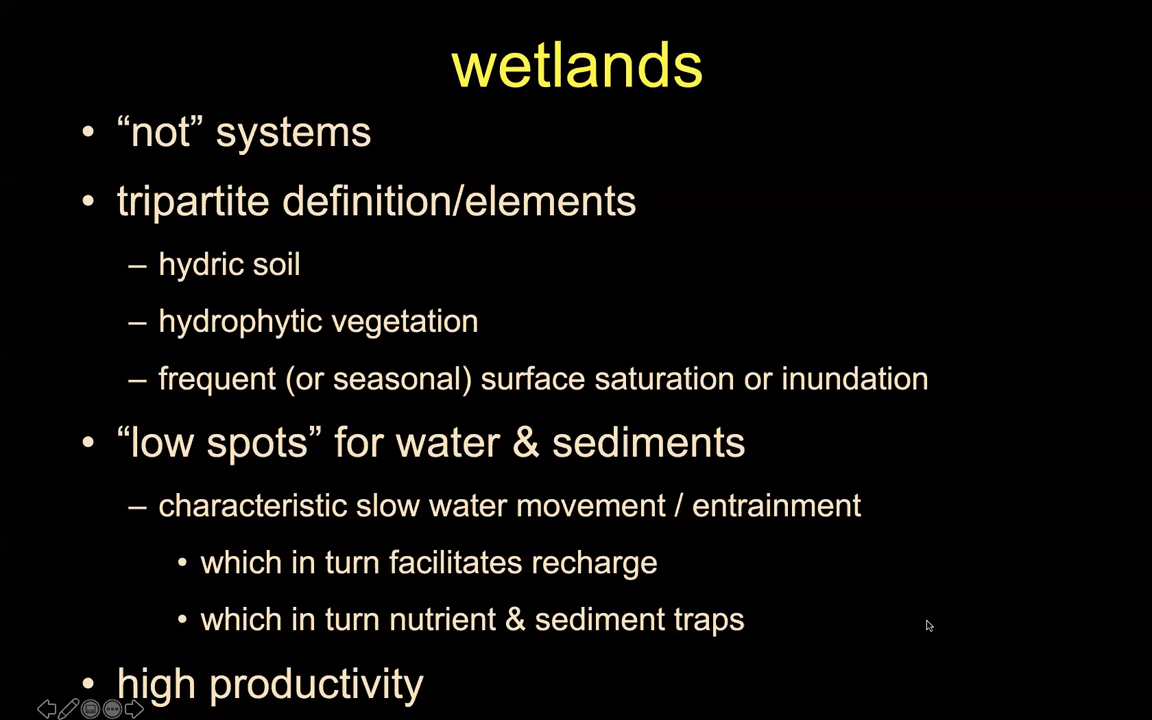 wetlands
• “not” systems
• tripartite definition/elements
– hydric soil
– hydrophytic vegetation
– frequent (or seasonal) surface saturation or inundation
• “low spots” for water & sediments
– characteristic slow water movement / entrainment
• which in turn facilitates recharge
• which in turn nutrient & sediment traps
• high productivity